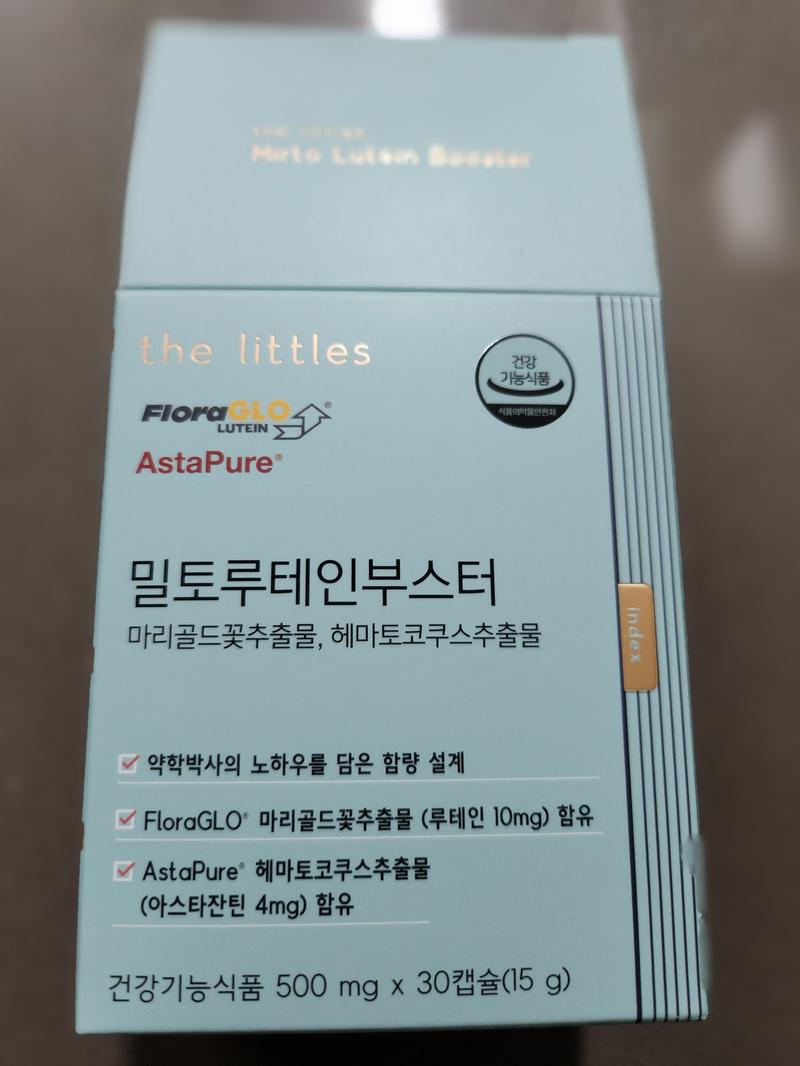 Mirto Lutein Booster
the littles
건강
기능식품
식품의약품안전처
FloraGLO®
LUTEIN
AstaPure®
밀토루테인부스터
마리골드꽃추출물, 헤마토코쿠스추출물
index
약학박사의 노하우를 담은 함량 설계
FloraGLO® 마리골드꽃추출물 (루테인 10mg) 함유
AstaPure® 헤마토코쿠스추출물
(아스타잔틴 4mg) 함유
건강기능식품 500 mg x 30캡슐(15 g)